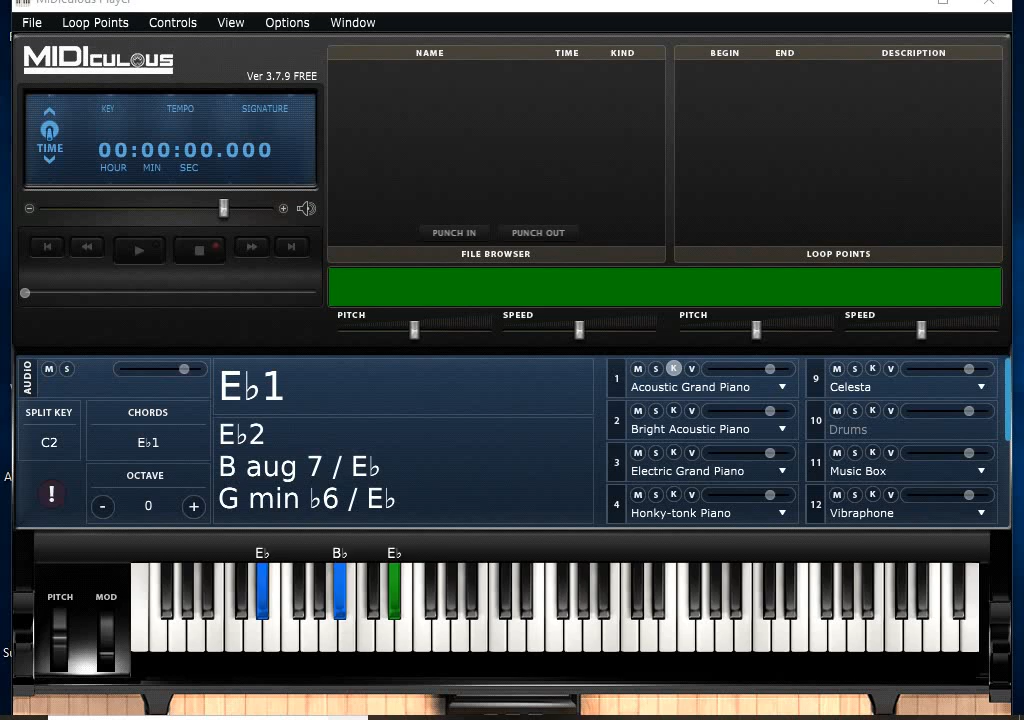 MIDIculous Player
File Loop Points Controls View Options Window
MIDIculous
Ver 3.7.9 FREE
KEY TEMPO SIGNATURE
TIME
00:00:00.000
HOUR MIN SEC
NAME TIME KIND
PUNCH IN PUNCH OUT
FILE BROWSER
BEGIN END DESCRIPTION
LOOP POINTS
PITCH SPEED
PITCH SPEED
AUDIO
M S
SPLIT KEY
C2
!
CHORDS
E♭1
OCTAVE
- 0 +
E♭1
E♭2
B aug 7 / E♭
G min ♭6 / E♭
1 M S K V
Acoustic Grand Piano
2 M S K V
Bright Acoustic Piano
3 M S K V
Electric Grand Piano
4 M S K V
Honky-tonk Piano
9 M S K V
Celesta
10 M S K V
Drums
11 M S K V
Music Box
12 M S K V
Vibraphone
E♭ B♭ E♭
PITCH MOD